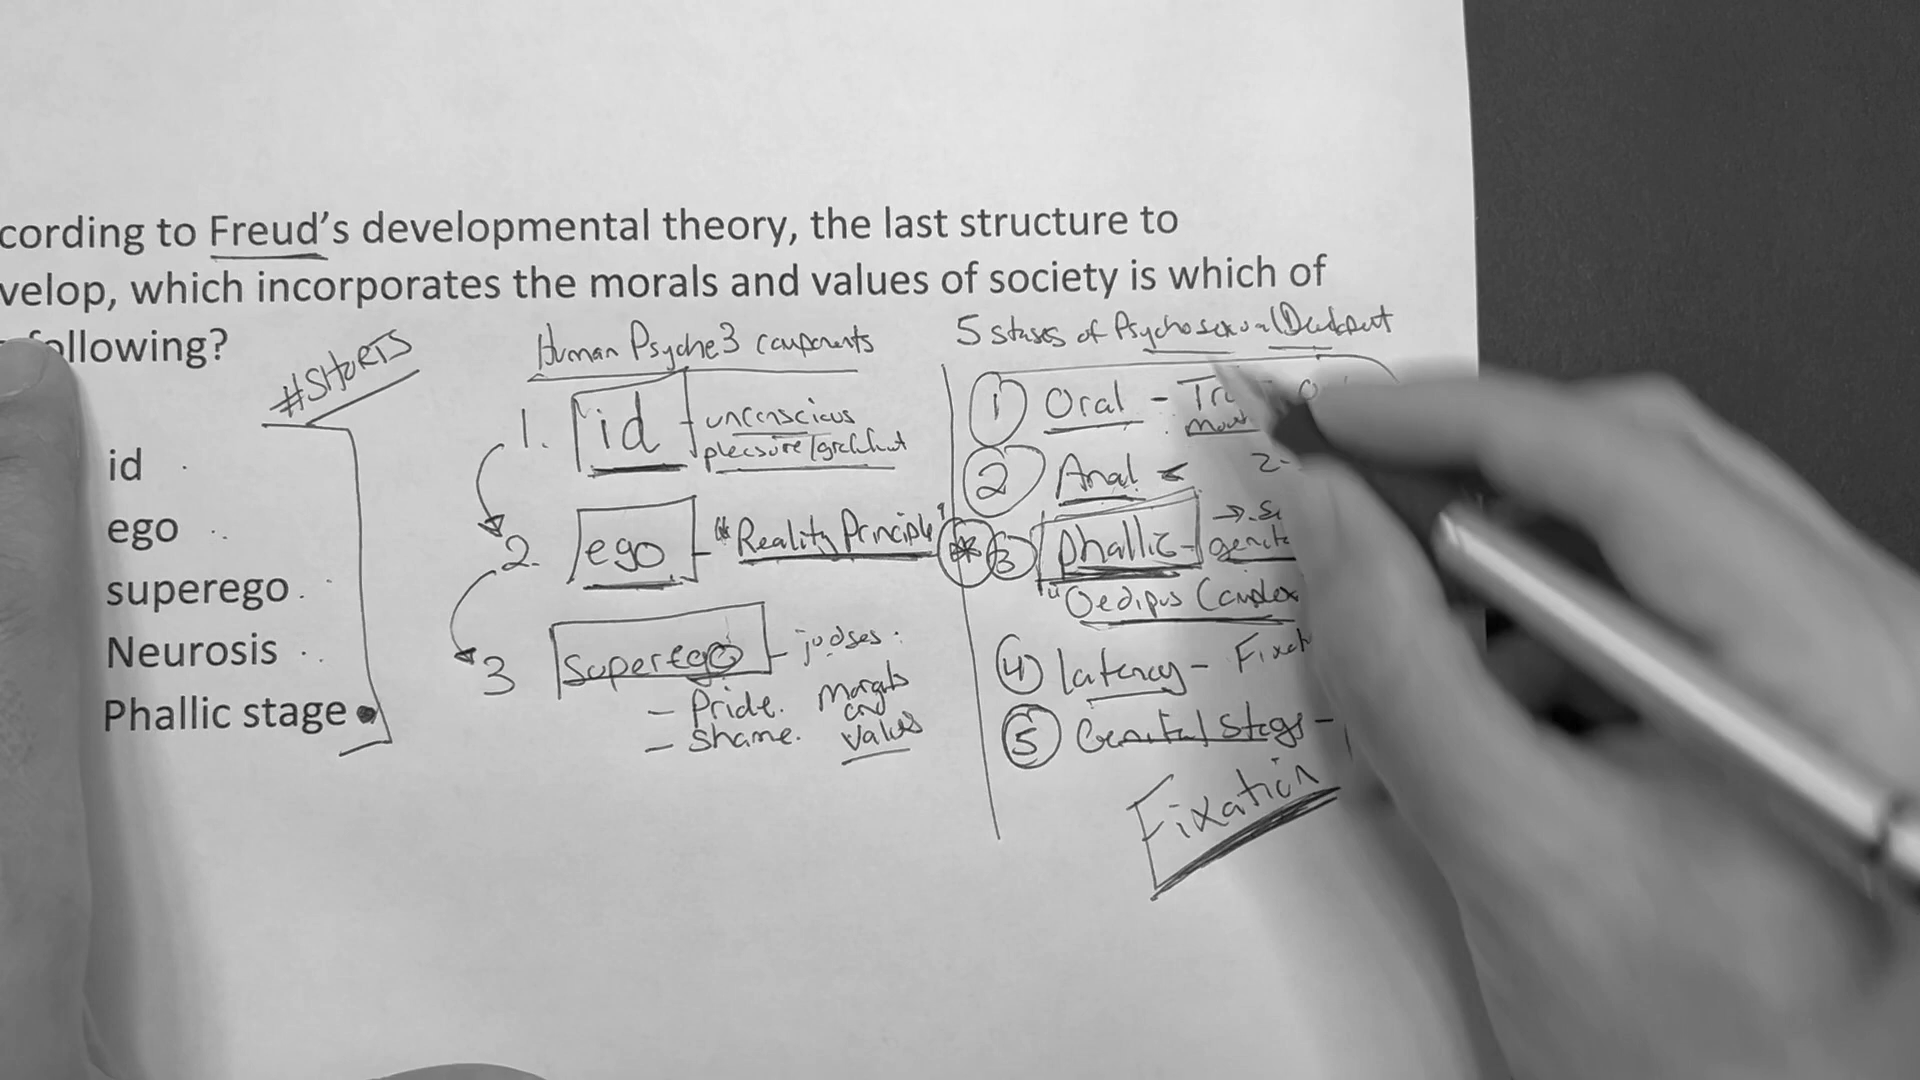 cording to Freud's developmental theory, the last structure to
velop, which incorporates the morals and values of society is which of
following?
#SHORTS
id
ego
superego
Neurosis
Phallic stage
Human Psyche 3 components
1. id
unconscious
pleasure/
2. ego - "Reality Principle"
3 Superego - judges
morals
and
values
- Pride.
- Shame.
5 stages of Psychosexual
1 Oral -
2 Anal
3 phallic -
"Oedipus Complex
4 latency -
5 Genital Stage -
Fixation